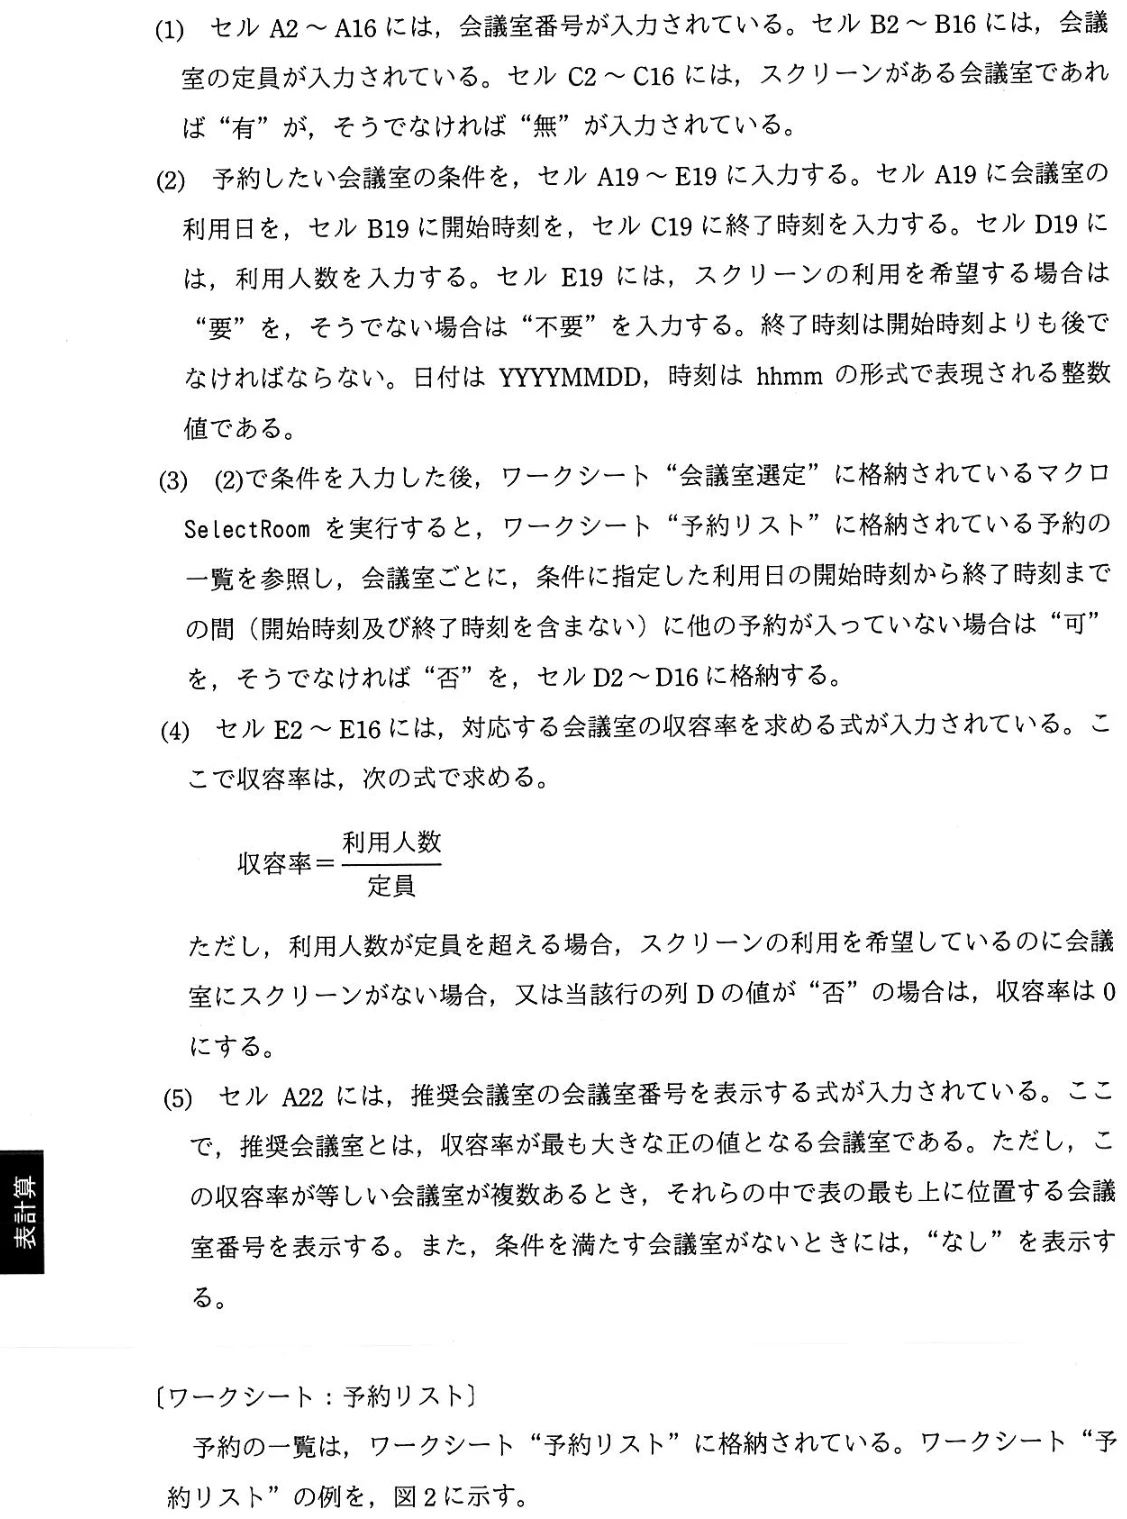 (1) セル A2～A16 には，会議室番号が入力されている。セル B2～B16 には，会議
室の定員が入力されている。セル C2～C16 には，スクリーンがある会議室であれ
ば“有”が，そうでなければ“無”が入力されている。
(2) 予約したい会議室の条件を，セル A19～E19 に入力する。セル A19 に会議室の
利用日を，セル B19 に開始時刻を，セル C19 に終了時刻を入力する。セル D19 に
は，利用人数を入力する。セル E19 には，スクリーンの利用を希望する場合は
“要”を，そうでない場合は“不要”を入力する。終了時刻は開始時刻よりも後で
なければならない。日付は YYYYMMDD，時刻は hhmm の形式で表現される整数
値である。
(3) (2)で条件を入力した後，ワークシート“会議室選定”に格納されているマクロ
SelectRoom を実行すると，ワークシート“予約リスト”に格納されている予約の
一覧を参照し，会議室ごとに，条件に指定した利用日の開始時刻から終了時刻まで
の間（開始時刻及び終了時刻を含まない）に他の予約が入っていない場合は“可”
を，そうでなければ“否”を，セル D2～D16 に格納する。
(4) セル E2～E16 には，対応する会議室の収容率を求める式が入力されている。こ
こで収容率は，次の式で求める。
収容率＝利用人数
定員
ただし，利用人数が定員を超える場合，スクリーンの利用を希望しているのに会議
室にスクリーンがない場合，又は当該行の列 D の値が“否”の場合は，収容率は 0
にする。
(5) セル A22 には，推奨会議室の会議室番号を表示する式が入力されている。ここ
で，推奨会議室とは，収容率が最も大きな正の値となる会議室である。ただし，こ
の収容率が等しい会議室が複数あるとき，それらの中で表の最も上に位置する会議
室番号を表示する。また，条件を満たす会議室がないときには，“なし”を表示す
る。
表計算
〔ワークシート：予約リスト〕
予約の一覧は，ワークシート“予約リスト”に格納されている。ワークシート“予
約リスト”の例を，図 2 に示す。